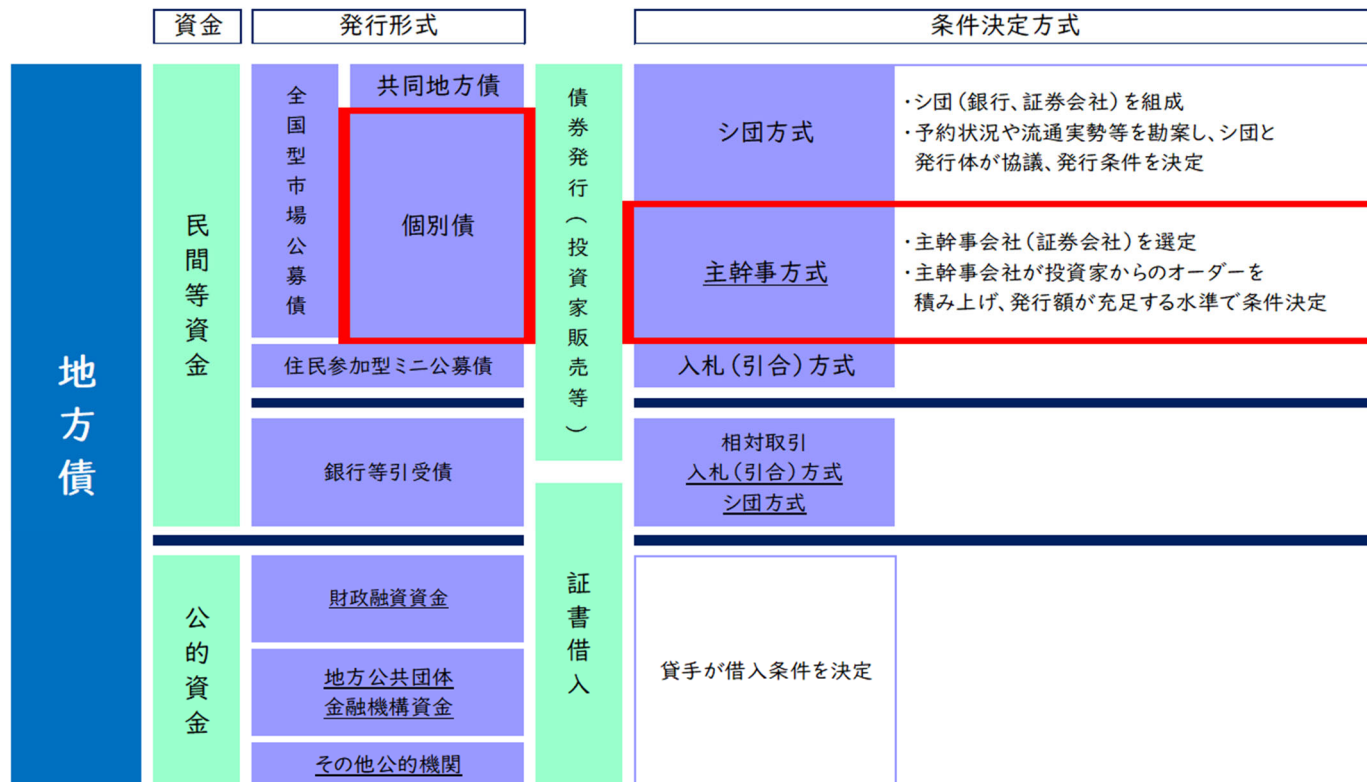 資金
発行形式
条件決定方式
地方債
民間等資金
全国型市場公募債
共同地方債
個別債
住民参加型ミニ公募債
銀行等引受債
債券発行（投資家販売等）
シ団方式
・シ団（銀行、証券会社）を組成
・予約状況や流通実勢等を勘案し、シ団と
発行体が協議、発行条件を決定
主幹事方式
・主幹事会社（証券会社）を選定
・主幹事会社が投資家からのオーダーを
積み上げ、発行額が充足する水準で条件決定
入札（引合）方式
相対取引
入札（引合）方式
シ団方式
公的資金
財政融資資金
地方公共団体
金融機構資金
その他公的機関
証書借入
貸手が借入条件を決定